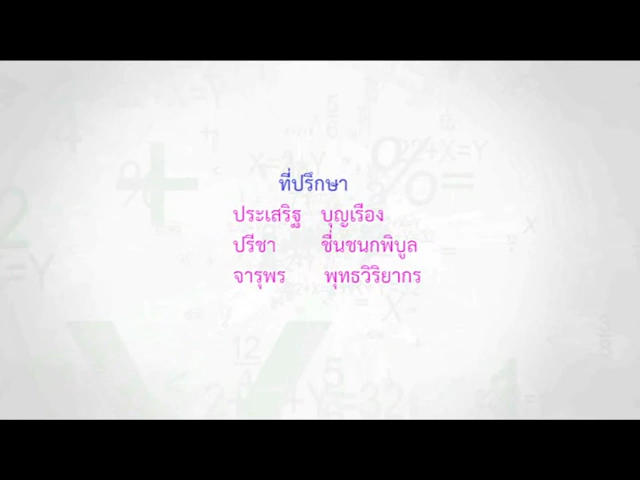 ที่ปรึกษา
ประเสริฐ บุญเรือง
ปรีชา ชื่นชนกพิบูล
จารุพร พุทธวิริยากร